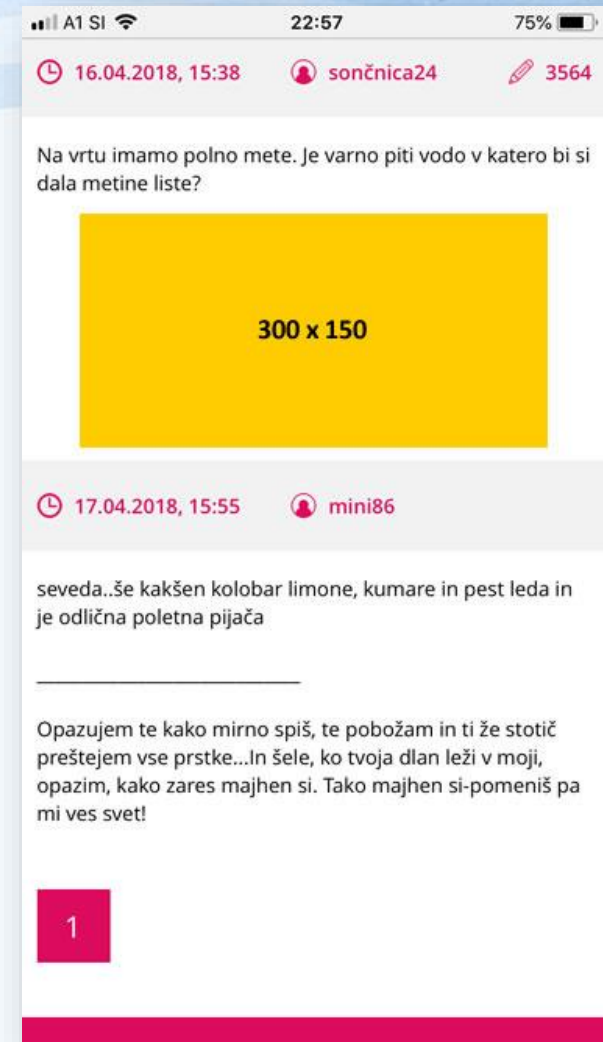 A1 SI 22:57 75%
16.04.2018, 15:38 sončnica24 3564
Na vrtu imamo polno mete. Je varno piti vodo v katero bi si
dala metine liste?
300 x 150
17.04.2018, 15:55 mini86
seveda..še kakšen kolobar limone, kumare in pest leda in
je odlična poletna pijača
Opazujem te kako mirno spiš, te pobožam in ti že stotič
preštejem vse prstke...In šele, ko tvoja dlan leži v moji,
opazim, kako zares majhen si. Tako majhen si-pomeniš pa
mi ves svet!
1